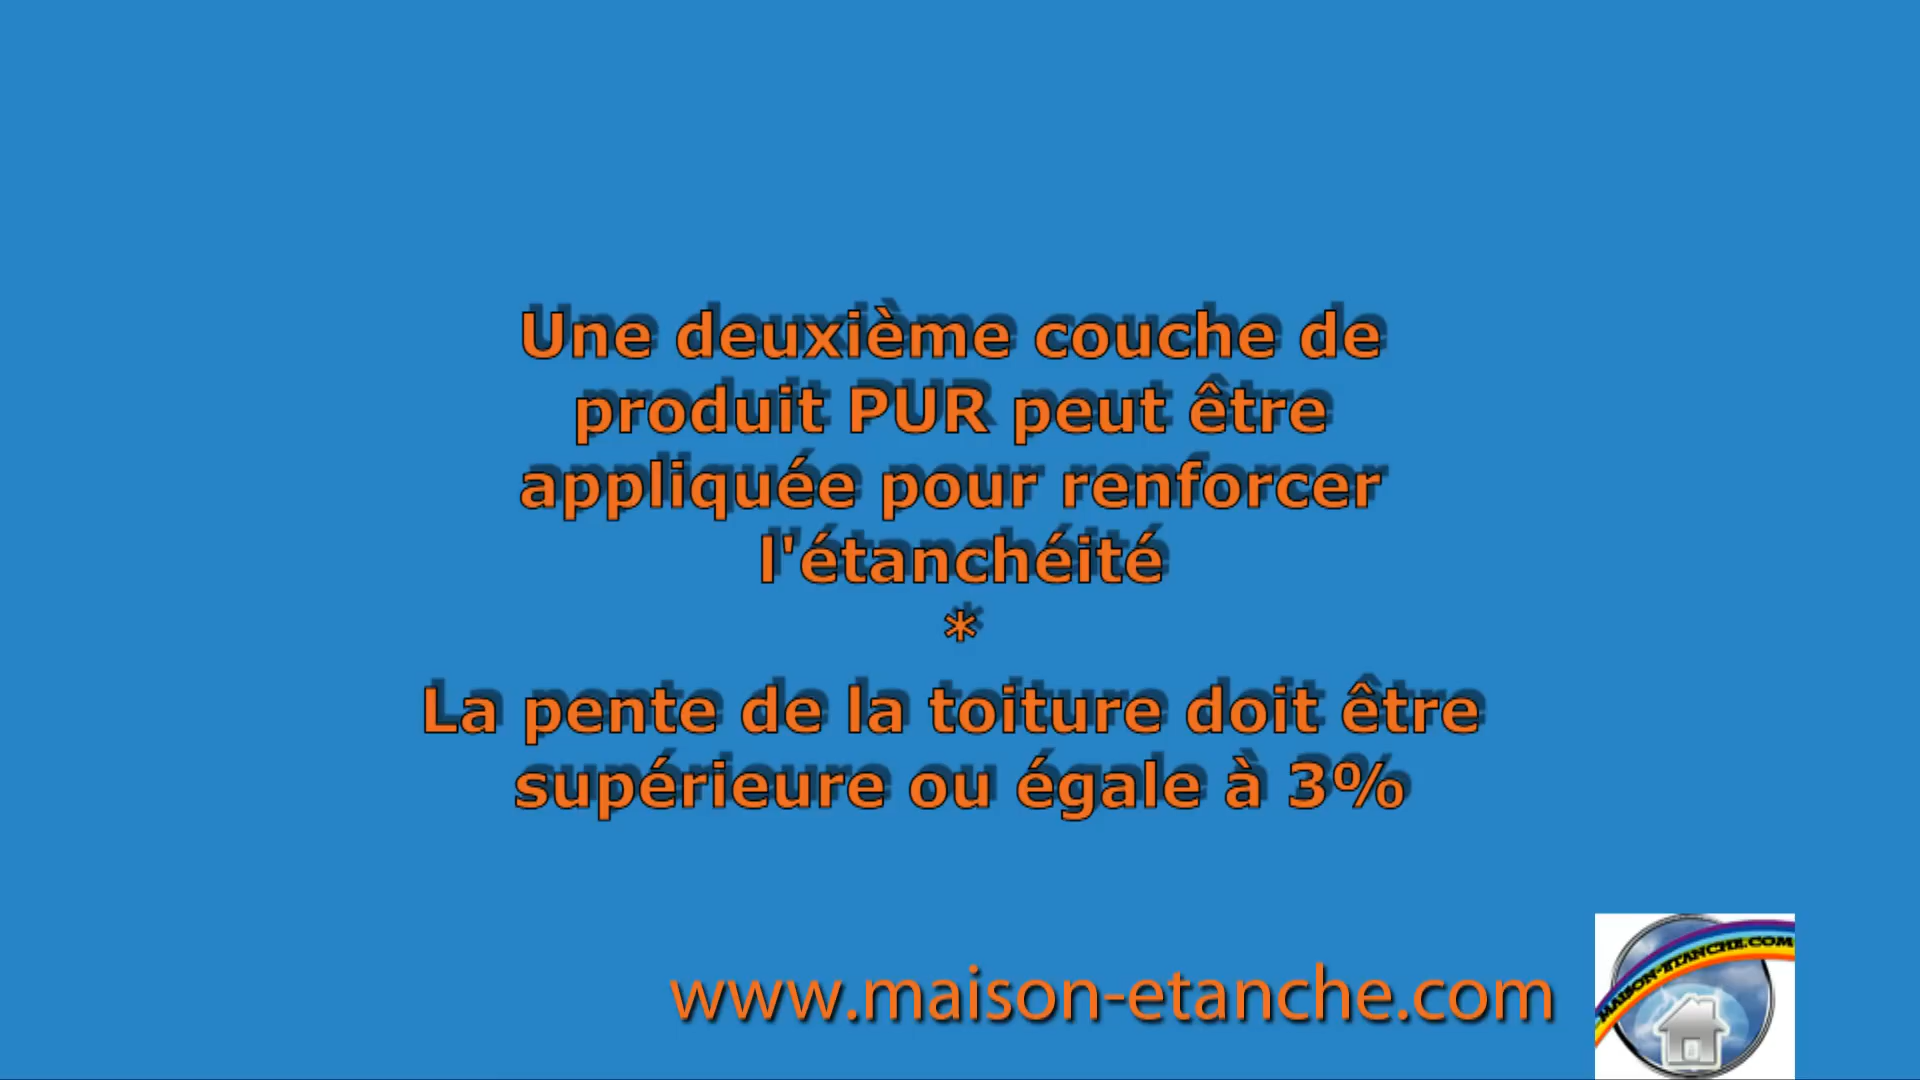 Une deuxième couche de
produit PUR peut être
appliquée pour renforcer
l'étanchéité
*
La pente de la toiture doit être
supérieure ou égale à 3%
www.maison-etanche.com
MAISON-ETANCHE.COM